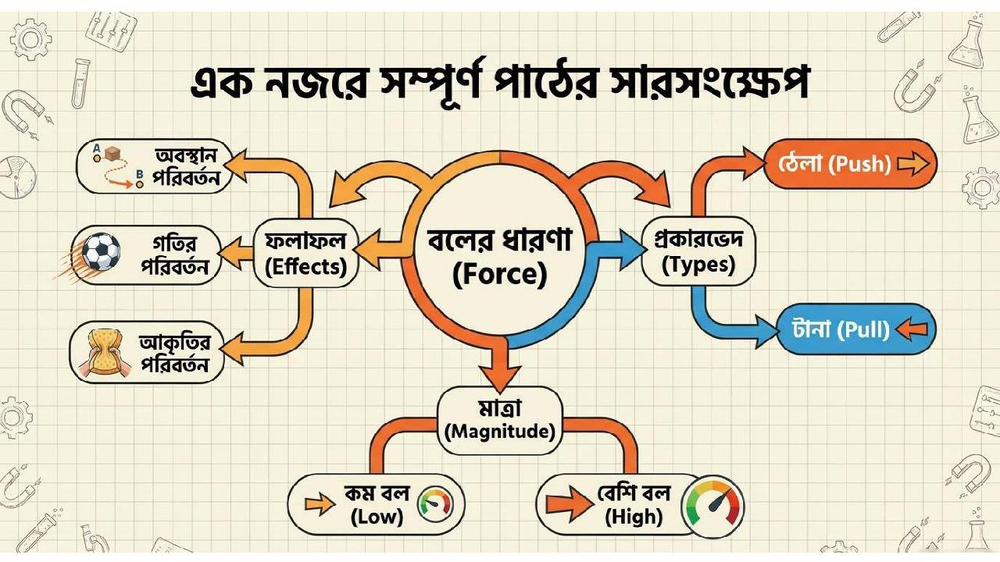 এক নজরে সম্পূর্ণ পাঠের সারসংক্ষেপ
A
B
অবস্থান
পরিবর্তন
গতির
পরিবর্তন
আকৃতির
পরিবর্তন
ফলাফল
(Effects)
বলের ধারণা
(Force)
প্রকারভেদ
(Types)
ঠেলা (Push)
টানা (Pull)
মাত্রা
(Magnitude)
কম বল
(Low)
বেশি বল
(High)